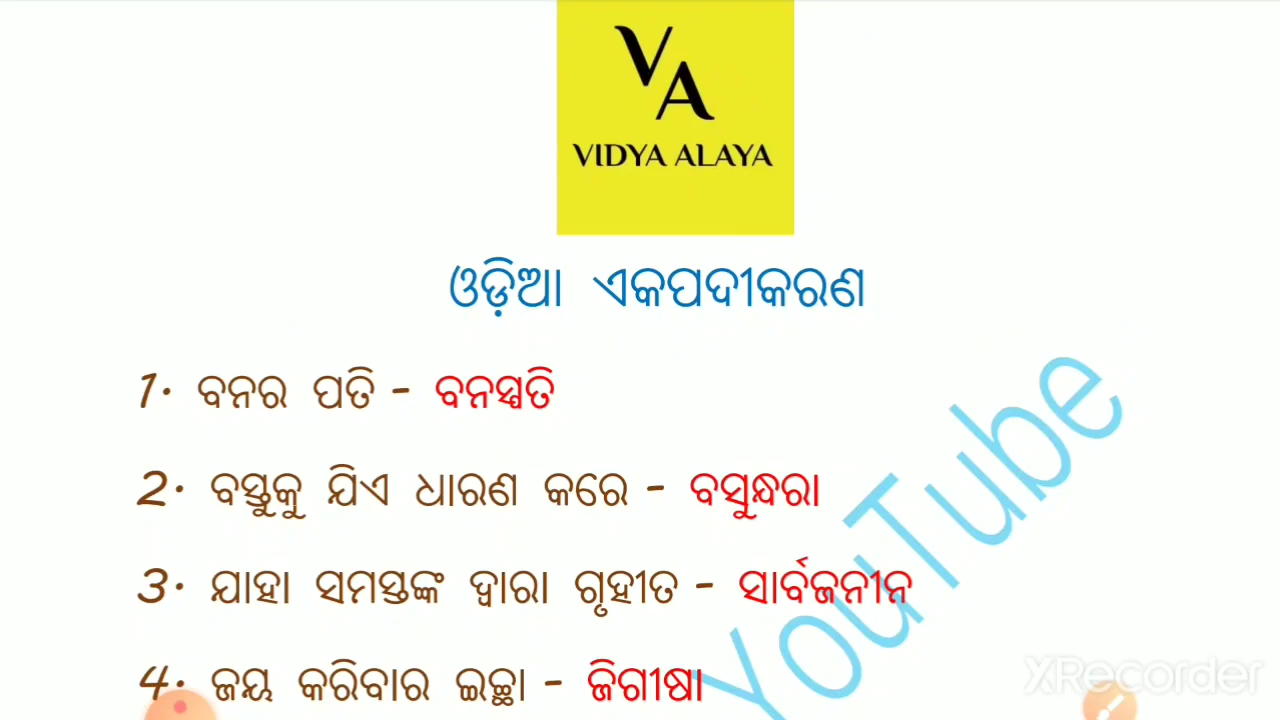 VA
VIDYA ALAYA
ଓଡ଼ିଆ ଏକପଦୀକରଣ
1. ବନର ପତି - ବନସ୍ପତି
2. ବସ୍ତୁକୁ ଯିଏ ଧାରଣ କରେ - ବସୁନ୍ଧରା
3. ଯାହା ସମସ୍ତଙ୍କ ଦ୍ୱାରା ଗୃହୀତ - ସାର୍ବଜନୀନ
4. ଜୟ କରିବାର ଇଚ୍ଛା - ଜିଗୀଷା
YouTube
XRecorder